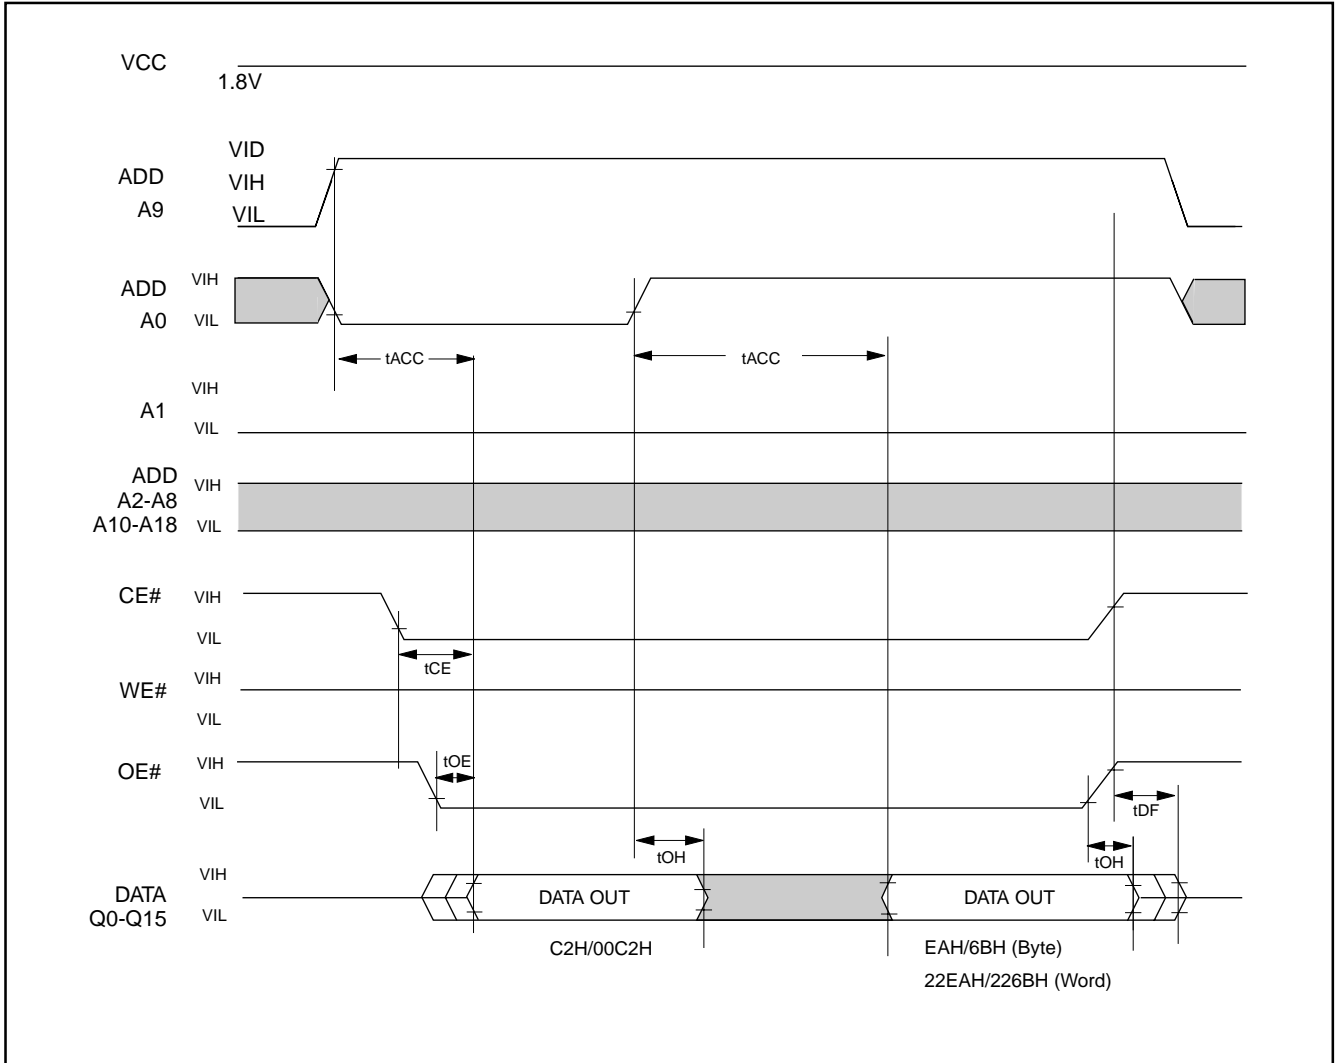 VCC
1.8V
VID
ADD
VIH
A9
VIL
VIH
ADD
A0
VIL
tACC
tACC
VIH
A1
VIL
ADD
VIH
A2-A8
A10-A18
VIL
CE#
VIH
VIL
tCE
VIH
WE#
VIL
tOE
VIH
OE#
VIL
tDF
tOH
tOH
VIH
DATA
DATA OUT
DATA OUT
Q0-Q15
VIL
C2H/00C2H
EAH/6BH (Byte)
22EAH/226BH (Word)